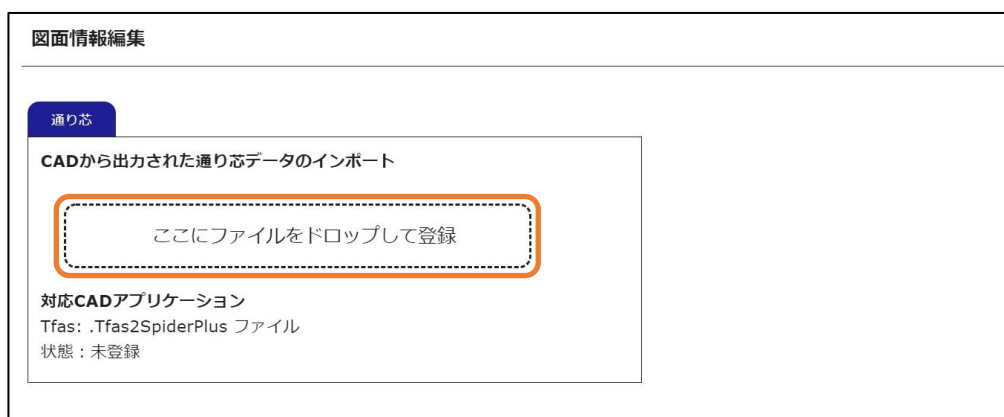 図面情報編集
通り芯
CADから出力された通り芯データのインポート
ここにファイルをドロップして登録
対応CADアプリケーション
Tfas: .Tfas2SpiderPlus ファイル
状態：未登録